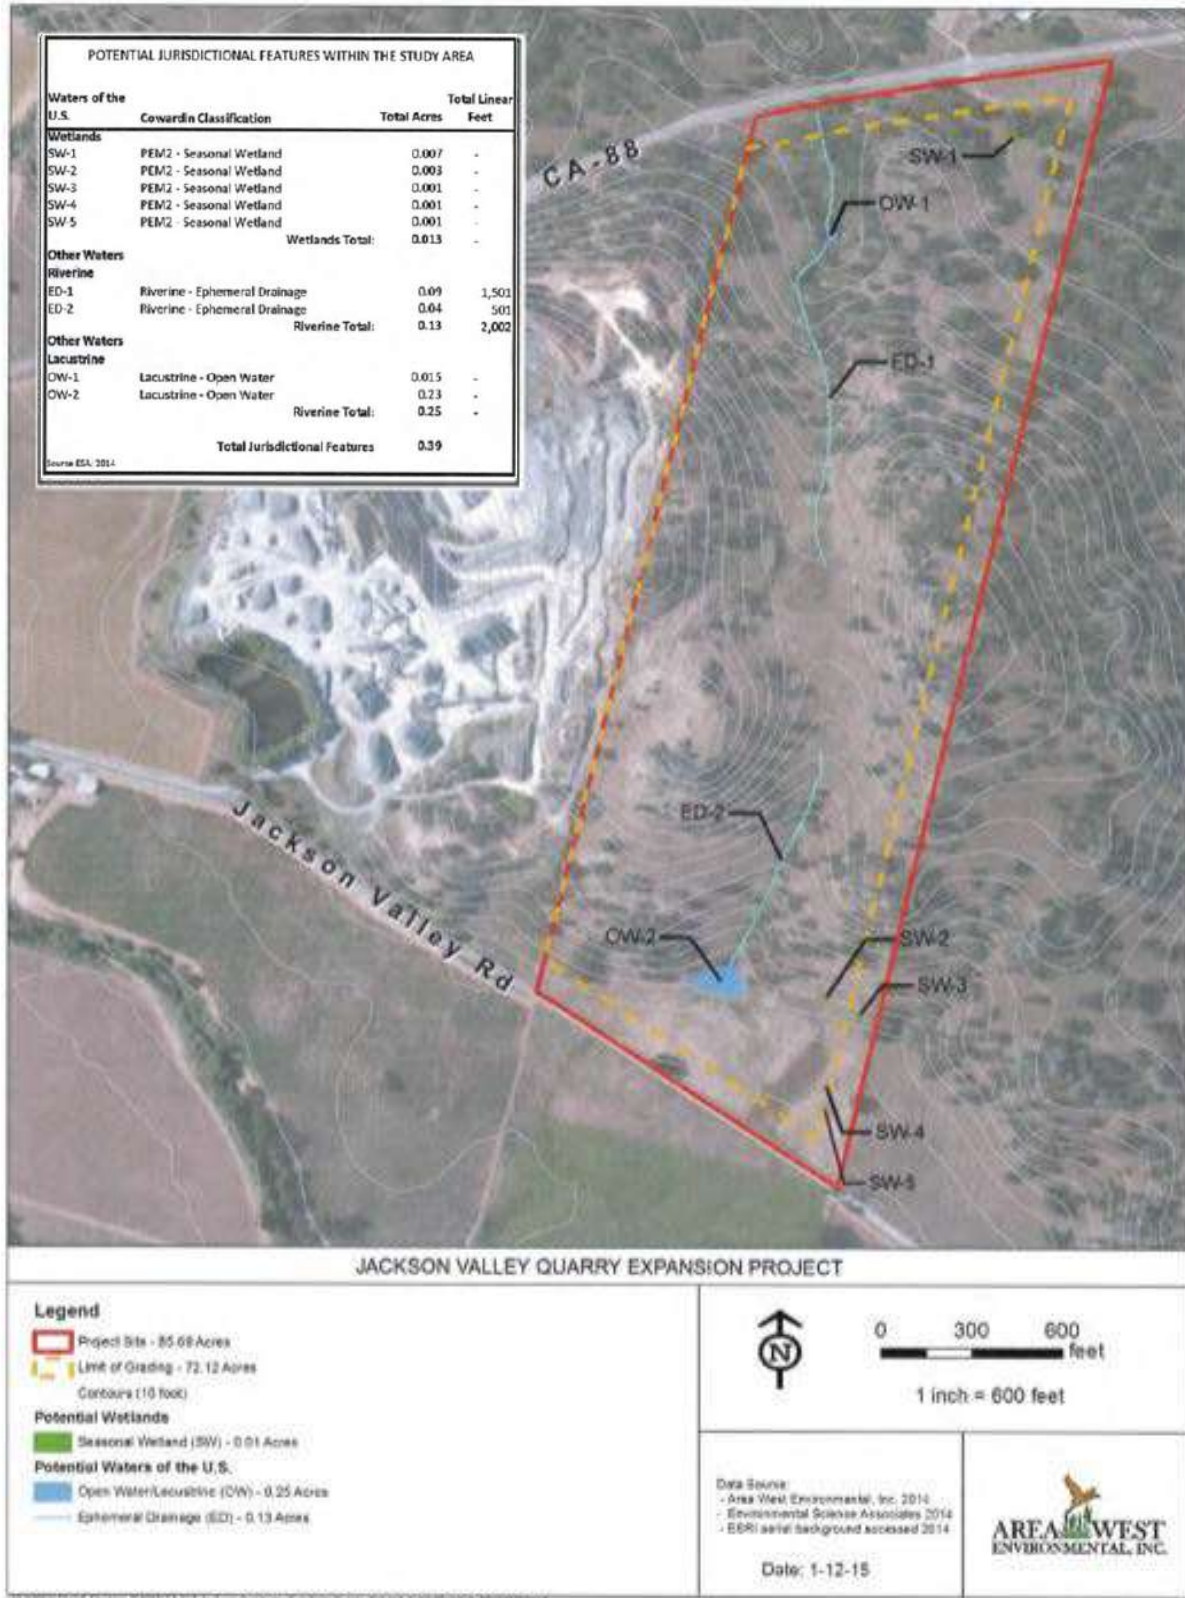 POTENTIAL JURISDICTIONAL FEATURES WITHIN THE STUDY AREA
Waters of the U.S. Cowardin Classification Total Acres Total Linear Feet
Wetlands
SW-1 PEM2 - Seasonal Wetland 0.007 -
SW-2 PEM2 - Seasonal Wetland 0.003 -
SW-3 PEM2 - Seasonal Wetland 0.001 -
SW-4 PEM2 - Seasonal Wetland 0.001 -
SW-5 PEM2 - Seasonal Wetland 0.001 -
Wetlands Total: 0.013 -
Other Waters
Riverine
ED-1 Riverine - Ephemeral Drainage 0.09 1,501
ED-2 Riverine - Ephemeral Drainage 0.04 501
Riverine Total: 0.13 2,002
Other Waters
Lacustrine
OW-1 Lacustrine - Open Water 0.015 -
OW-2 Lacustrine - Open Water 0.23 -
Riverine Total: 0.25 -
Total Jurisdictional Features 0.39
Source ESA: 2014
CA-88
SW-1
OW-1
ED-1
ED-2
Jackson Valley Rd
OW-2
SW-2
SW-3
SW-4
SW-5
JACKSON VALLEY QUARRY EXPANSION PROJECT
Legend
Project Site - 85.69 Acres
Limit of Grading - 72.12 Acres
Contours (10 foot)
Potential Wetlands
Seasonal Wetland (SW) - 0.01 Acres
Potential Waters of the U.S.
Open Water/Lacustrine (OW) - 0.25 Acres
Ephemeral Drainage (ED) - 0.13 Acres
N
0 300 600
feet
1 inch = 600 feet
Data Source:
- Area West Environmental, Inc. 2014
- Environmental Science Associates 2014
- ESRI aerial background accessed 2014
Date: 1-12-15
AREA WEST
ENVIRONMENTAL, INC.